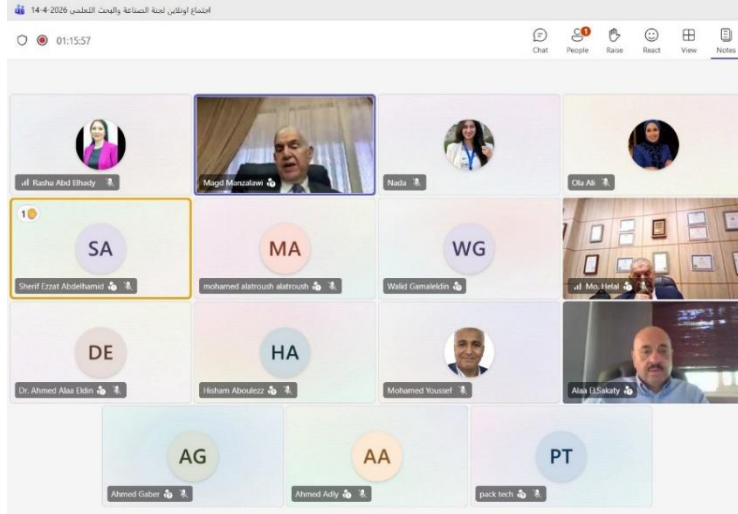 اجتماع اونلاين لجنة الصناعة والبحث التعلمى 2026-4-14
01:15:57
1
Chat People Raise React View Notes
Rasha Abd Elhady
Magd Manzalawi
Nada
Ola Ali
1
SA
MA
WG
Sherif Ezzat Abdelhamid
mohamed alatroush alatroush
Walid Gamaleldin
Mo. Helal
DE
HA
Dr. Ahmed Alaa Eldin
Hisham Aboulezz
Mohamed Youssef
Alaa ElSakaty
AG
AA
PT
Ahmed Gaber
Ahmed Adly
pack tech